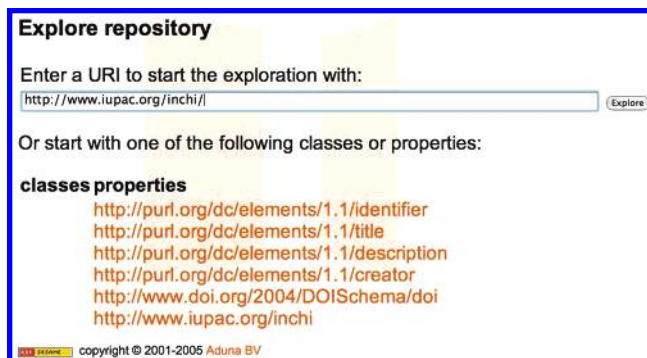 Explore repository
Enter a URI to start the exploration with:
http://www.iupac.org/inchi/
Explore
Or start with one of the following classes or properties:
classes properties
http://purl.org/dc/elements/1.1/identifier
http://purl.org/dc/elements/1.1/title
http://purl.org/dc/elements/1.1/description
http://purl.org/dc/elements/1.1/creator
http://www.doi.org/2004/DOISchema/doi
http://www.iupac.org/inchi
SESAME copyright © 2001-2005 Aduna BV